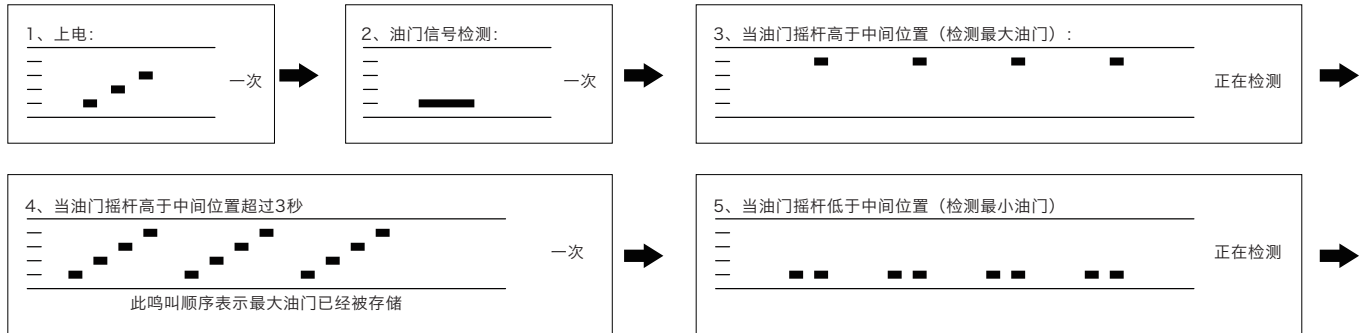 1、上电：
一次
2、油门信号检测：
一次
3、当油门摇杆高于中间位置（检测最大油门）：
正在检测
4、当油门摇杆高于中间位置超过3秒
一次
此鸣叫顺序表示最大油门已经被存储
5、当油门摇杆低于中间位置（检测最小油门）
正在检测